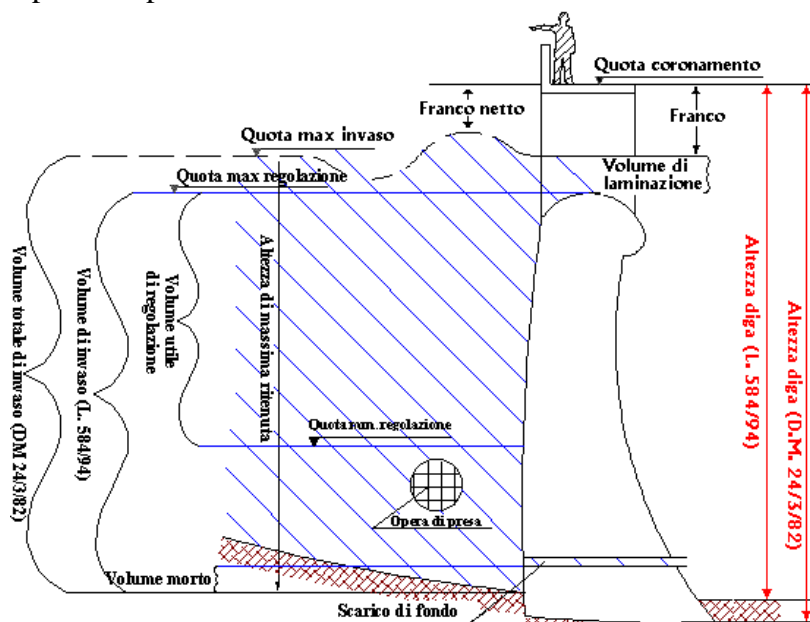 Quota coronamento
Franco netto
Franco
Quota max invaso
Volume di
laminazione
Quota max regolazione
Volume totale di invaso (DM 24/3/82)
Volume di invaso (L. 584/94)
Volume utile
di regolazione
Altezza di massima ritenuta
Altezza diga (L. 584/94)
Altezza diga (D.M. 24/3/82)
Quota mm. regolazione
Opera di presa
Volume morto
Scarico di fondo